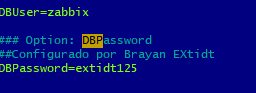 DBUser=zabbix
### Option: DBPassword
##Configurado por Brayan EXtidt
DBPassword=extidt125